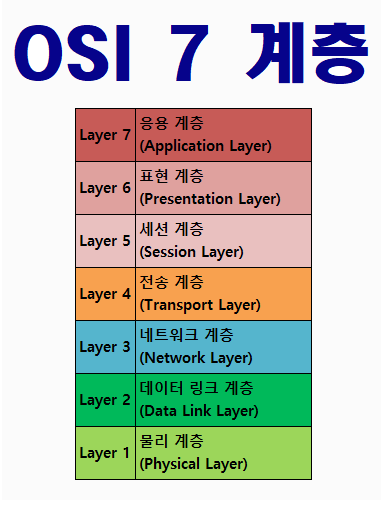 OSI 7 계층
Layer 7
응용 계층
(Application Layer)
Layer 6
표현 계층
(Presentation Layer)
Layer 5
세션 계층
(Session Layer)
Layer 4
전송 계층
(Transport Layer)
Layer 3
네트워크 계층
(Network Layer)
Layer 2
데이터 링크 계층
(Data Link Layer)
Layer 1
물리 계층
(Physical Layer)